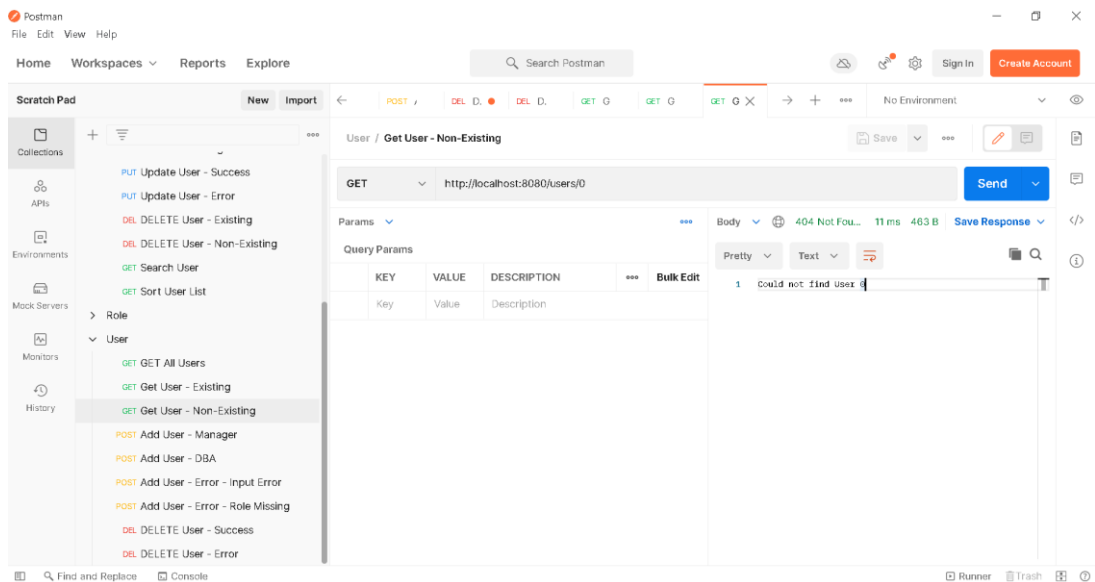 Postman
File Edit View Help
Home Workspaces Reports Explore
Search Postman
Sign In
Create Account
Scratch Pad
New Import
POST
DEL D.
DEL D.
GET G
GET G
GET G
No Environment
Collections
APIs
Environments
Mock Servers
Monitors
History
PUT Update User - Success
PUT Update User - Error
DEL DELETE User - Existing
DEL DELETE User - Non-Existing
GET Search User
GET Sort User List
Role
User
GET GET All Users
GET Get User - Existing
GET Get User - Non-Existing
POST Add User - Manager
POST Add User - DBA
POST Add User - Error - Input Error
POST Add User - Error - Role Missing
DEL DELETE User - Success
DEL DELETE User - Error
User / Get User - Non-Existing
Save
GET http://localhost:8080/users/0
Send
Params
Query Params
KEY VALUE DESCRIPTION Bulk Edit
Key Value Description
Body 404 Not Fou... 11 ms 463 B Save Response
Pretty Text
1 Could not find User 0
Find and Replace Console
Runner Trash